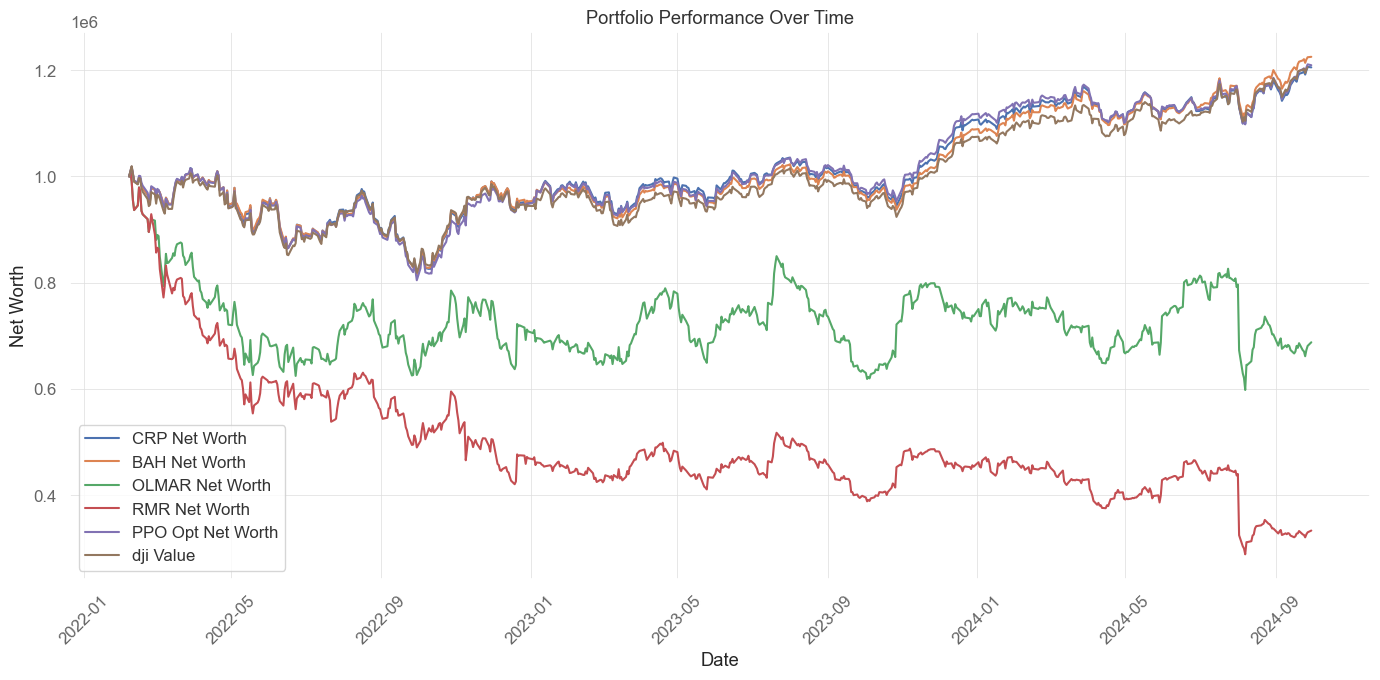 Portfolio Performance Over Time
1e6
1.2
1.0
0.8
0.6
0.4
Net Worth
CRP Net Worth
BAH Net Worth
OLMAR Net Worth
RMR Net Worth
PPO Opt Net Worth
dji Value
2022-01
2022-05
2022-09
2023-01
2023-05
2023-09
2024-01
2024-05
2024-09
Date